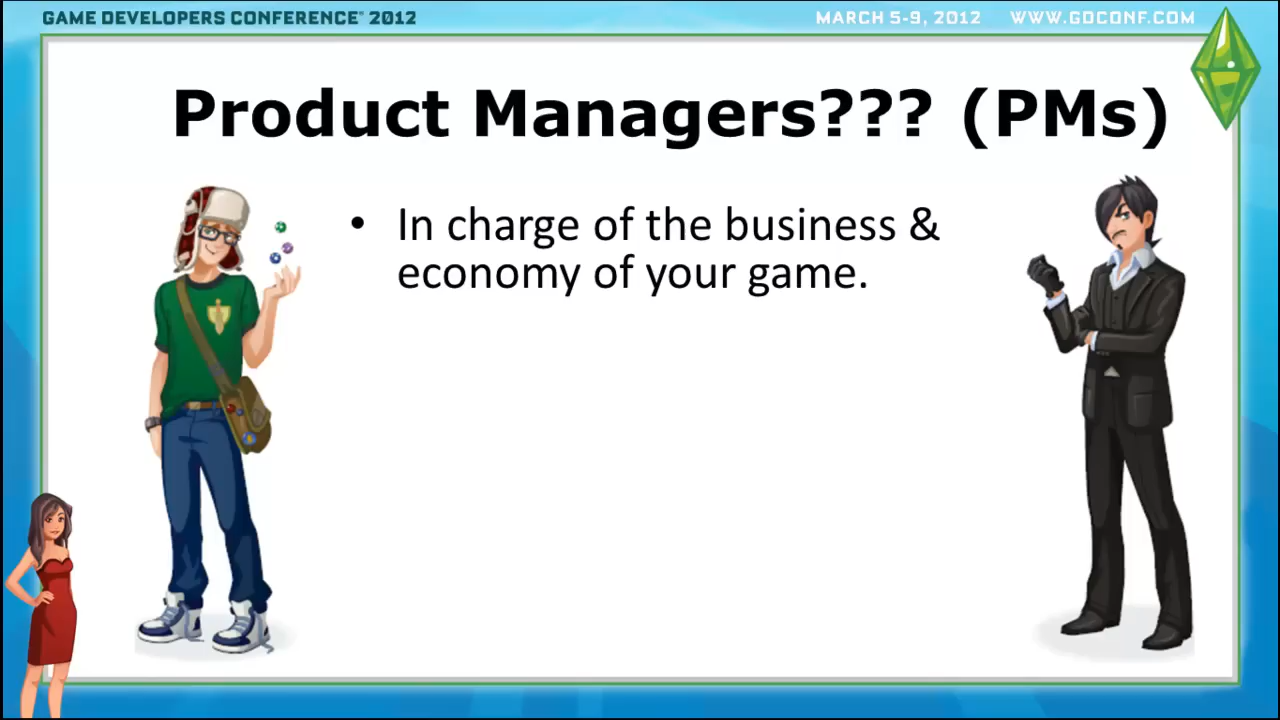 GAME DEVELOPERS CONFERENCE® 2012
MARCH 5-9, 2012 WWW.GDCONF.COM
Product Managers??? (PMs)
• In charge of the business &
economy of your game.